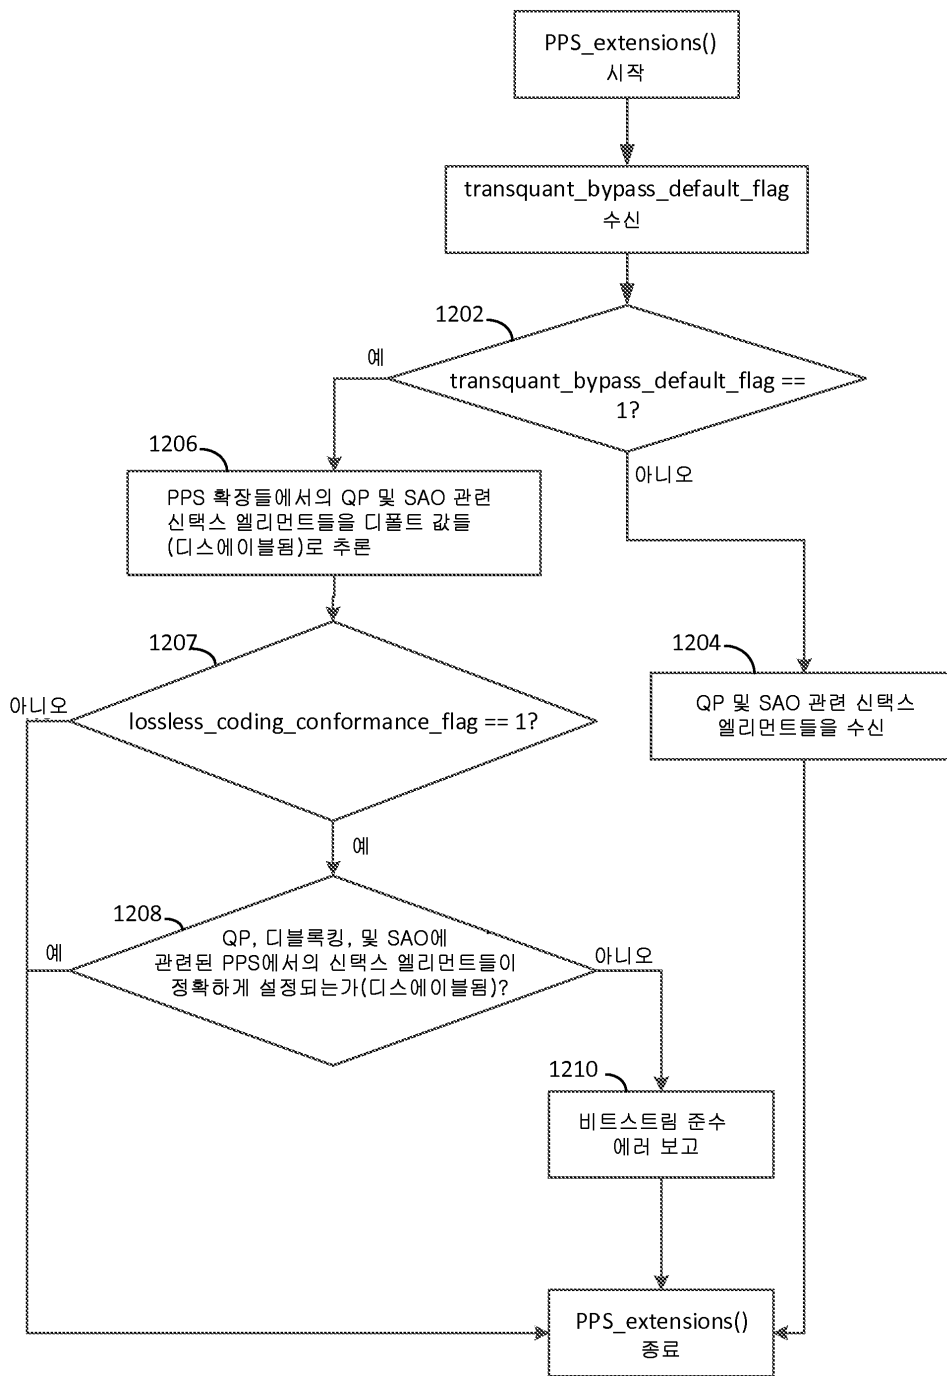 PPS_extensions()
시작
transquant_bypass_default_flag
수신
1202
예
transquant_bypass_default_flag ==
1?
아니오
1206
PPS 확장들에서의 QP 및 SAO 관련
신택스 엘리먼트들을 디폴트 값들
(디스에이블됨)로 추론
1207
아니오
lossless_coding_conformance_flag == 1?
예
1204
QP 및 SAO 관련 신택스
엘리먼트들을 수신
1208
예
QP, 디블록킹, 및 SAO에
관련된 PPS에서의 신택스 엘리먼트들이
정확하게 설정되는가(디스에이블됨)?
아니오
1210
비트스트림 준수
에러 보고
PPS_extensions()
종료